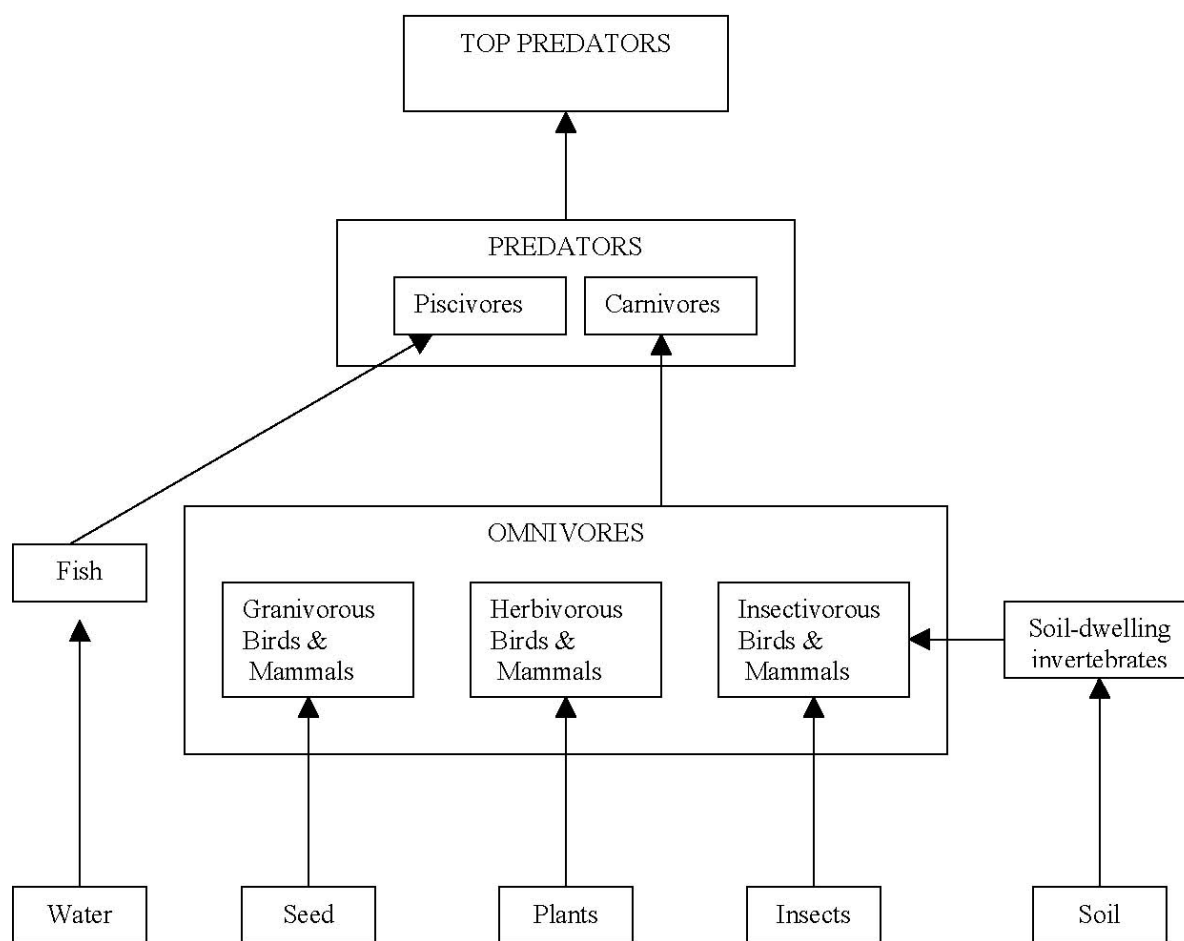 TOP PREDATORS
PREDATORS
Piscivores
Carnivores
OMNIVORES
Fish
Granivorous
Birds &
Mammals
Herbivorous
Birds &
Mammals
Insectivorous
Birds &
Mammals
Soil-dwelling
invertebrates
Water
Seed
Plants
Insects
Soil